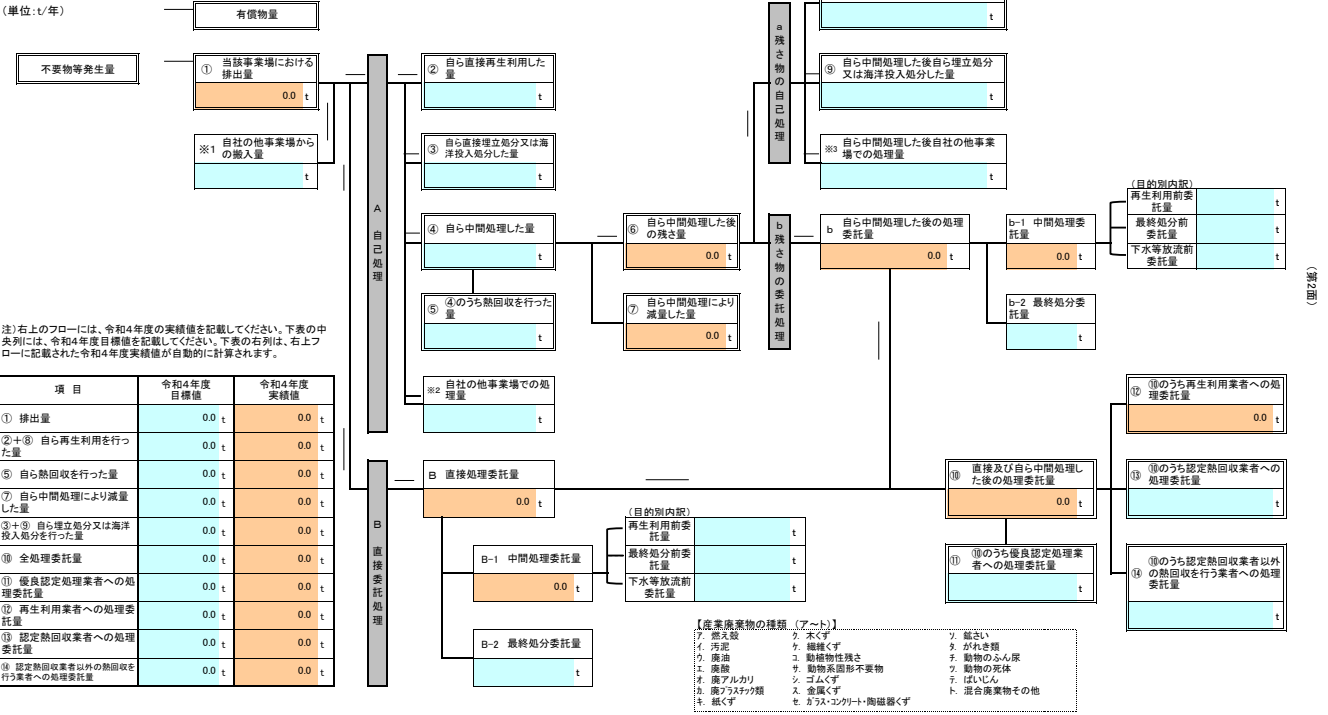 （単位：t/年）
有償物量
不要物等発生量
① 当該事業場における
排出量
0.0 t
※1 自社の他事業場から
の搬入量
t
A 自己処理
② 自ら直接再生利用した
量
t
③ 自ら直接埋立処分又は海
洋投入処分した量
t
④ 自ら中間処理した量
t
⑤ ④のうち熱回収を行った
量
t
※2 自社の他事業場での処
理量
t
⑥ 自ら中間処理した後
の残さ量
0.0 t
⑦ 自ら中間処理により
減量した量
0.0 t
a 残さ物の自己処理
t
⑨ 自ら中間処理した後自ら埋立処分
又は海洋投入処分した量
t
※3 自ら中間処理した後自社の他事業
場での処理量
t
b 残さ物の委託処理
b 自ら中間処理した後の処理
委託量
0.0 t
b-1 中間処理委
託量
0.0 t
b-2 最終処分委
託量
t
（目的別内訳）
再生利用前委
託量
t
最終処分前
委託量
t
下水等放流前
委託量
t
（第2面）
注）右上のフローには、令和4年度の実績値を記載してください。下表の中
央列には、令和4年度目標値を記載してください。下表の右列は、右上フ
ローに記載された令和4年度実績値が自動的に計算されます。
項 目 令和4年度
目標値 令和4年度
実績値
① 排出量 0.0 t 0.0 t
②＋⑧ 自ら再生利用を行っ
た量 0.0 t 0.0 t
⑤ 自ら熱回収を行った量 0.0 t 0.0 t
⑦ 自ら中間処理により減量
した量 0.0 t 0.0 t
③＋⑨ 自ら埋立処分又は海洋
投入処分を行った量 0.0 t 0.0 t
⑩ 全処理委託量 0.0 t 0.0 t
⑪ 優良認定処理業者への処
理委託量 0.0 t 0.0 t
⑫ 再生利用業者への処理委
託量 0.0 t 0.0 t
⑬ 認定熱回収業者への処理
委託量 0.0 t 0.0 t
⑭ 認定熱回収業者以外の熱回収を
行う業者への処理委託量 0.0 t 0.0 t
B 直接委託処理
B 直接処理委託量
0.0 t
B-1 中間処理委託量
0.0 t
B-2 最終処分委託量
t
（目的別内訳）
再生利用前委
託量
t
最終処分前委
託量
t
下水等放流前
委託量
t
⑩ 直接及び自ら中間処理し
た後の処理委託量
0.0 t
⑪ ⑩のうち優良認定処理業
者への処理委託量
t
⑫ ⑩のうち再生利用業者への処
理委託量
0.0 t
⑬ ⑩のうち認定熱回収業者への
処理委託量
t
⑭ ⑩のうち認定熱回収業者以外
の熱回収を行う業者への処理
委託量
t
【産業廃棄物の種類 （ア～ト）】
ア. 燃え殻 ク. 木くず ソ. 鉱さい
イ. 汚泥 ケ. 繊維くず タ. がれき類
ウ. 廃油 コ. 動植物性残さ チ. 動物のふん尿
エ. 廃酸 サ. 動物系固形不要物 ツ. 動物の死体
オ. 廃アルカリ シ. ゴムくず テ. ばいじん
カ. 廃プラスチック類 ス. 金属くず ト. 混合廃棄物その他
キ. 紙くず セ. ガラス・コンクリート・陶磁器くず